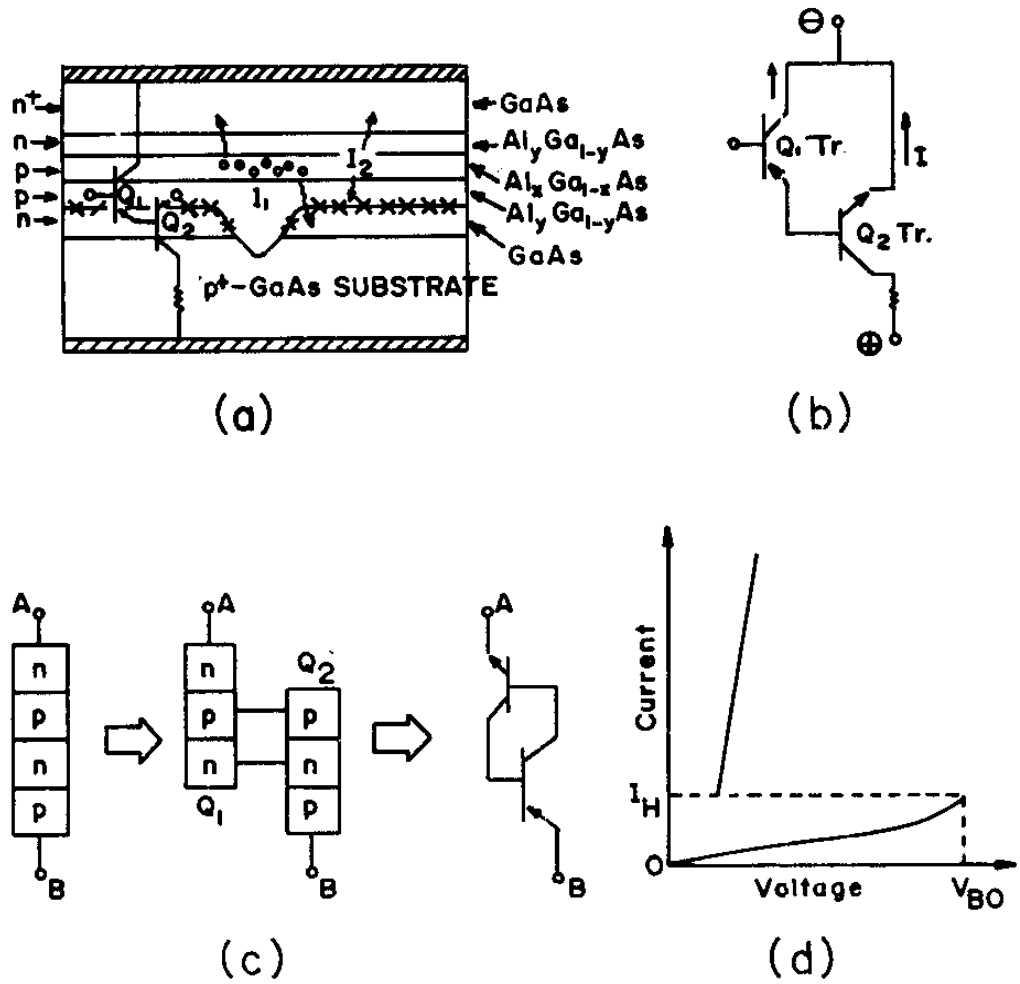 n+
n
p
p
n
GaAs
AlyGa1-yAs
AlxGa1-xAs
AlyGa1-yAs
GaAs
I2
I1
Q1
Q2
p+-GaAs SUBSTRATE
(a)
⊖
Q1 Tr.
I
Q2 Tr.
⊕
(b)
A
n
p
n
p
B
A
n
p
n
Q1
Q2
p
n
p
B
A
B
(c)
Current
IH
O
Voltage
VBO
(d)